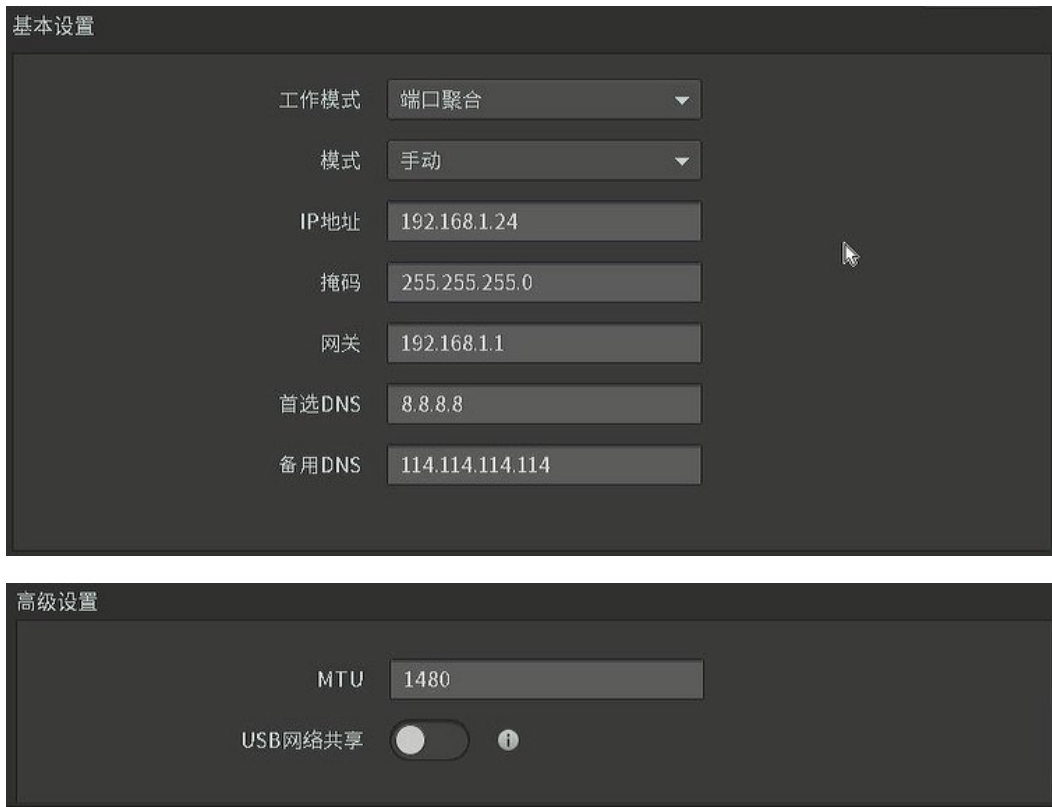 基本设置
工作模式 端口聚合
模式 手动
IP地址 192.168.1.24
掩码 255.255.255.0
网关 192.168.1.1
首选DNS 8.8.8.8
备用DNS 114.114.114.114
高级设置
MTU 1480
USB网络共享